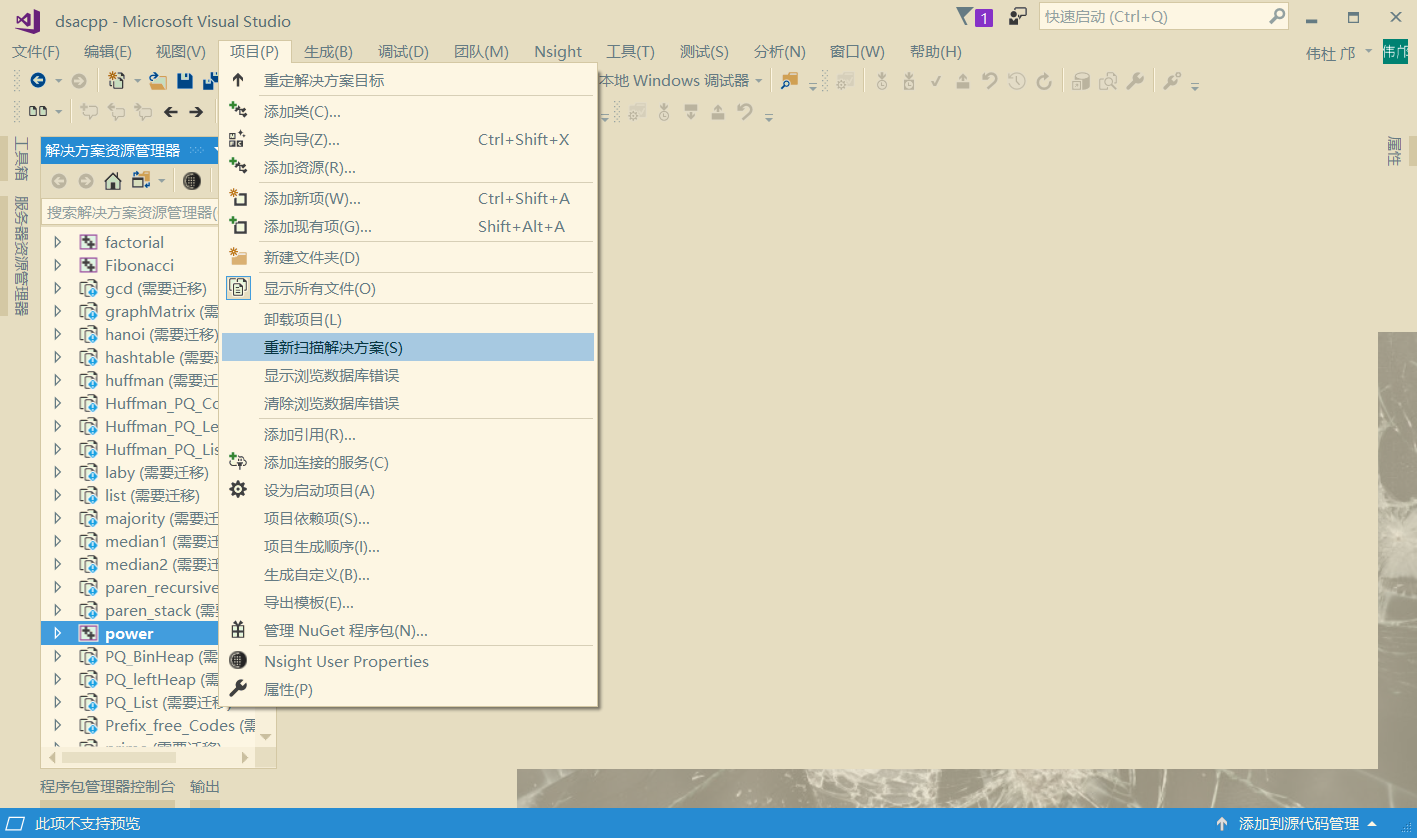 dsacpp - Microsoft Visual Studio
1
快速启动 (Ctrl+Q)
文件(F) 编辑(E) 视图(V) 项目(P) 生成(B) 调试(D) 团队(M) Nsight 工具(T) 测试(S) 分析(N) 窗口(W) 帮助(H)
伟杜 邝
伟邝
本地 Windows 调试器
工具箱
服务器资源管理器
属性
解决方案资源管理器
搜索解决方案资源管理器(
factorial
Fibonacci
gcd (需要迁移)
graphMatrix (需
hanoi (需要迁移)
hashtable (需要
huffman (需要迁
Huffman_PQ_Co
Huffman_PQ_Le
Huffman_PQ_Lis
laby (需要迁移)
list (需要迁移)
majority (需要迁
median1 (需要迁
median2 (需要迁
paren_recursive
paren_stack (需
power
PQ_BinHeap (需
PQ_leftHeap (需
PQ_List (需要迁移)
Prefix_free_Codes (需
prime (需要迁移)
重定解决方案目标
添加类(C)...
类向导(Z)... Ctrl+Shift+X
添加资源(R)...
添加新项(W)... Ctrl+Shift+A
添加现有项(G)... Shift+Alt+A
新建文件夹(D)
显示所有文件(O)
卸载项目(L)
重新扫描解决方案(S)
显示浏览数据库错误
清除浏览数据库错误
添加引用(R)...
添加连接的服务(C)
设为启动项目(A)
项目依赖项(S)...
项目生成顺序(I)...
生成自定义(B)...
导出模板(E)...
管理 NuGet 程序包(N)...
Nsight User Properties
属性(P)
程序包管理器控制台 输出
此项不支持预览
添加到源代码管理